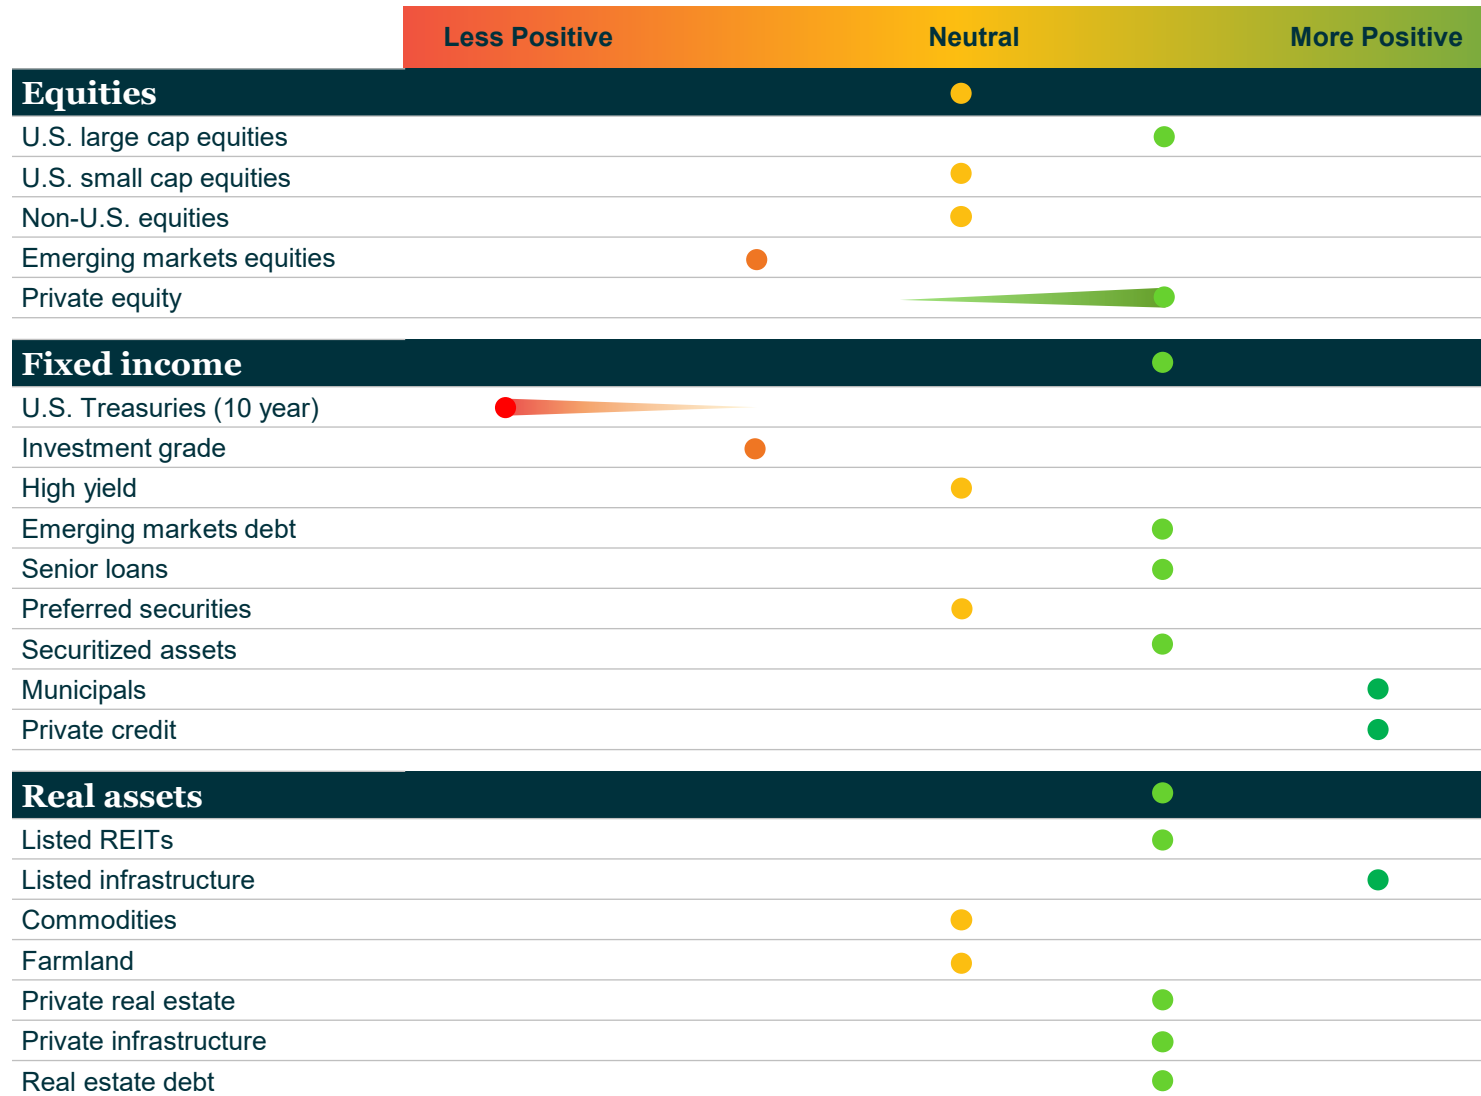 Less Positive Neutral More Positive
Equities
U.S. large cap equities
U.S. small cap equities
Non-U.S. equities
Emerging markets equities
Private equity
Fixed income
U.S. Treasuries (10 year)
Investment grade
High yield
Emerging markets debt
Senior loans
Preferred securities
Securitized assets
Municipals
Private credit
Real assets
Listed REITs
Listed infrastructure
Commodities
Farmland
Private real estate
Private infrastructure
Real estate debt